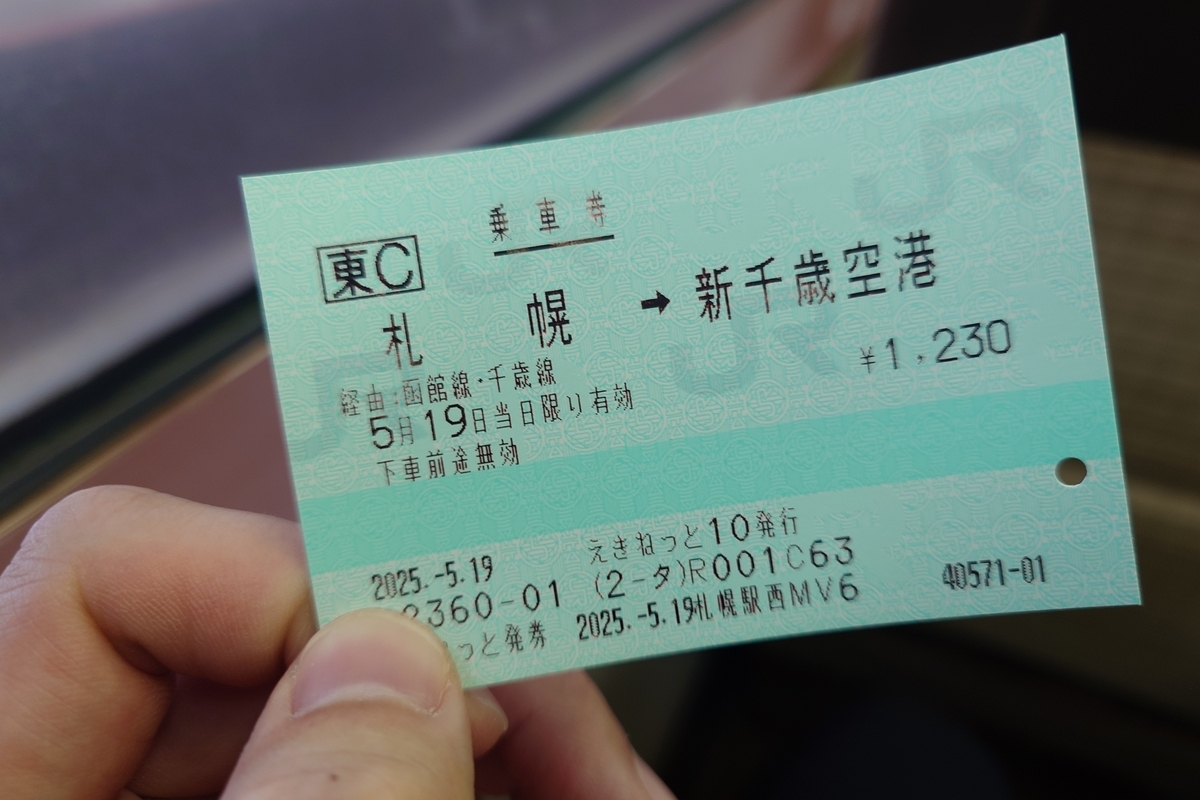 乗車券
東C
札幌 → 新千歳空港
¥1,230
経由:函館線・千歳線
5月19日当日限り有効
下車前途無効
2025.-5.19 えきねっと10発行
2360-01 (2-タ)R001C63 40571-01
っと発券 2025.-5.19札幌駅西MV6
JR
JR